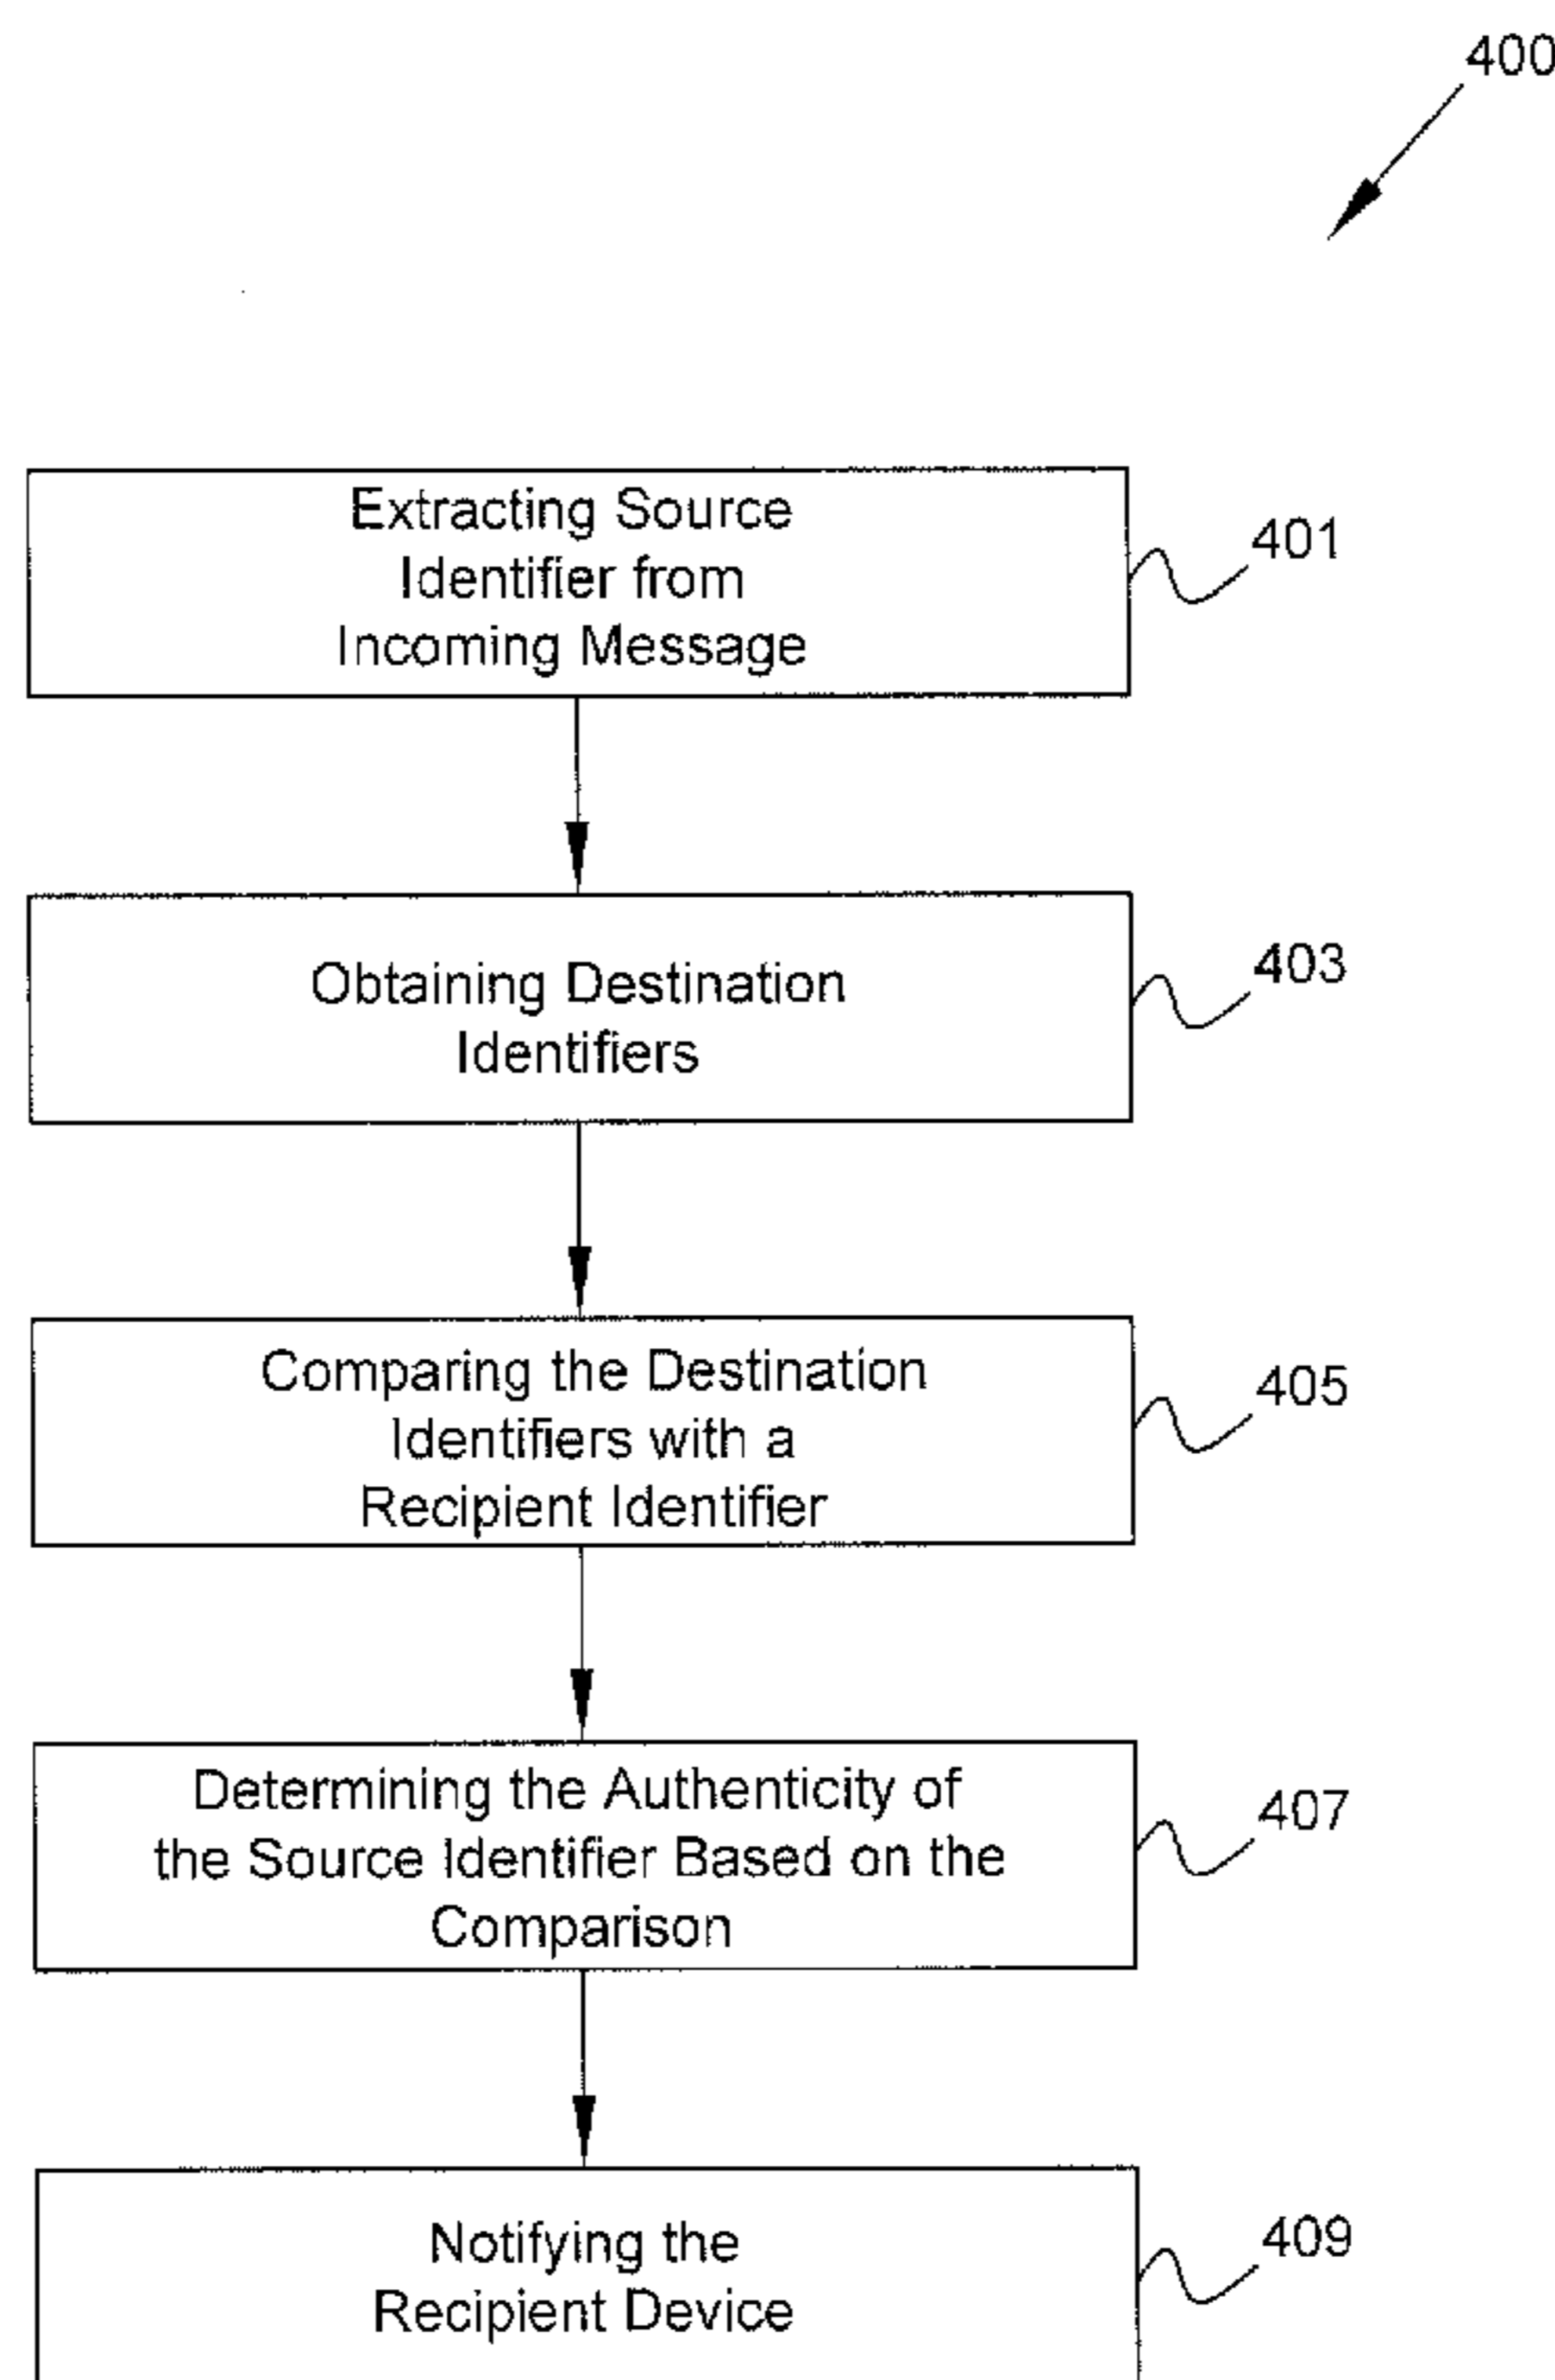 400
Extracting Source
Identifier from
Incoming Message
401
Obtaining Destination
Identifiers
403
Comparing the Destination
Identifiers with a
Recipient Identifier
405
Determining the Authenticity of
the Source Identifier Based on the
Comparison
407
Notifying the
Recipient Device
409